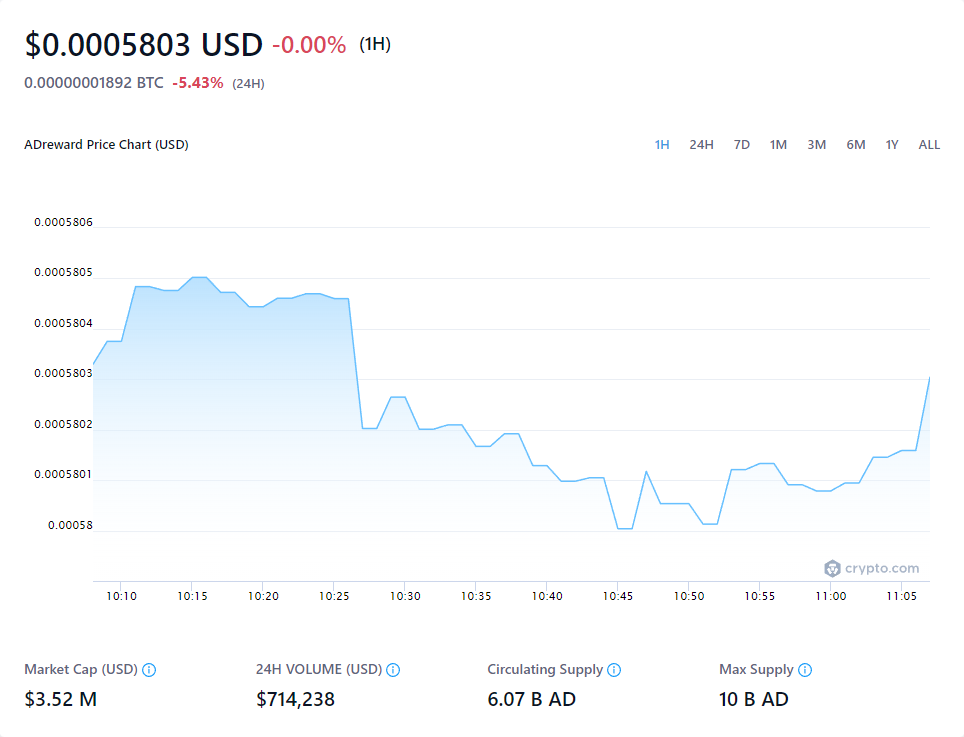 $0.0005803 USD -0.00% (1H)
0.00000001892 BTC -5.43% (24H)
ADreward Price Chart (USD) 1H 24H 7D 1M 3M 6M 1Y ALL
0.0005806
0.0005805
0.0005804
0.0005803
0.0005802
0.0005801
0.00058
crypto.com
10:10 10:15 10:20 10:25 10:30 10:35 10:40 10:45 10:50 10:55 11:00 11:05
Market Cap (USD) 24H VOLUME (USD) Circulating Supply Max Supply
$3.52 M $714,238 6.07 B AD 10 B AD